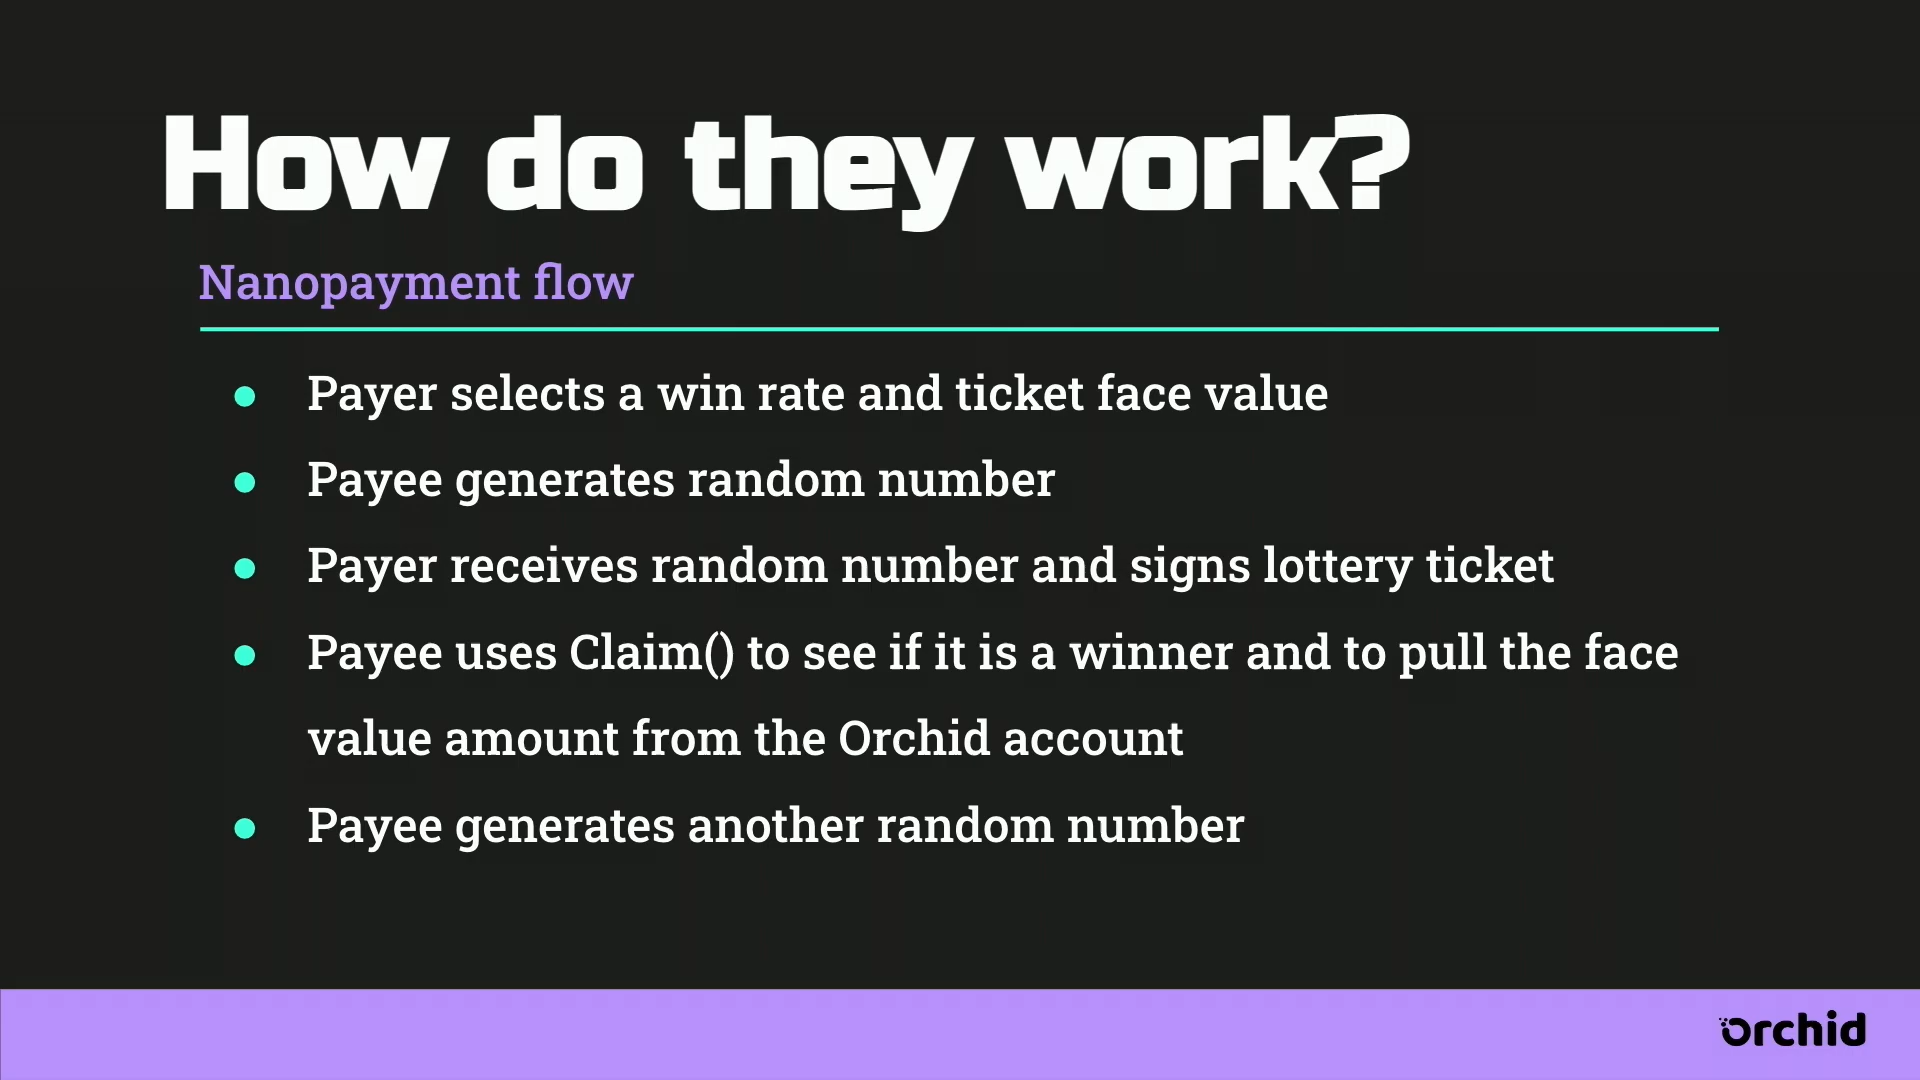 How do they work?
Nanopayment flow
● Payer selects a win rate and ticket face value
● Payee generates random number
● Payer receives random number and signs lottery ticket
● Payee uses Claim() to see if it is a winner and to pull the face
value amount from the Orchid account
● Payee generates another random number
Orchid